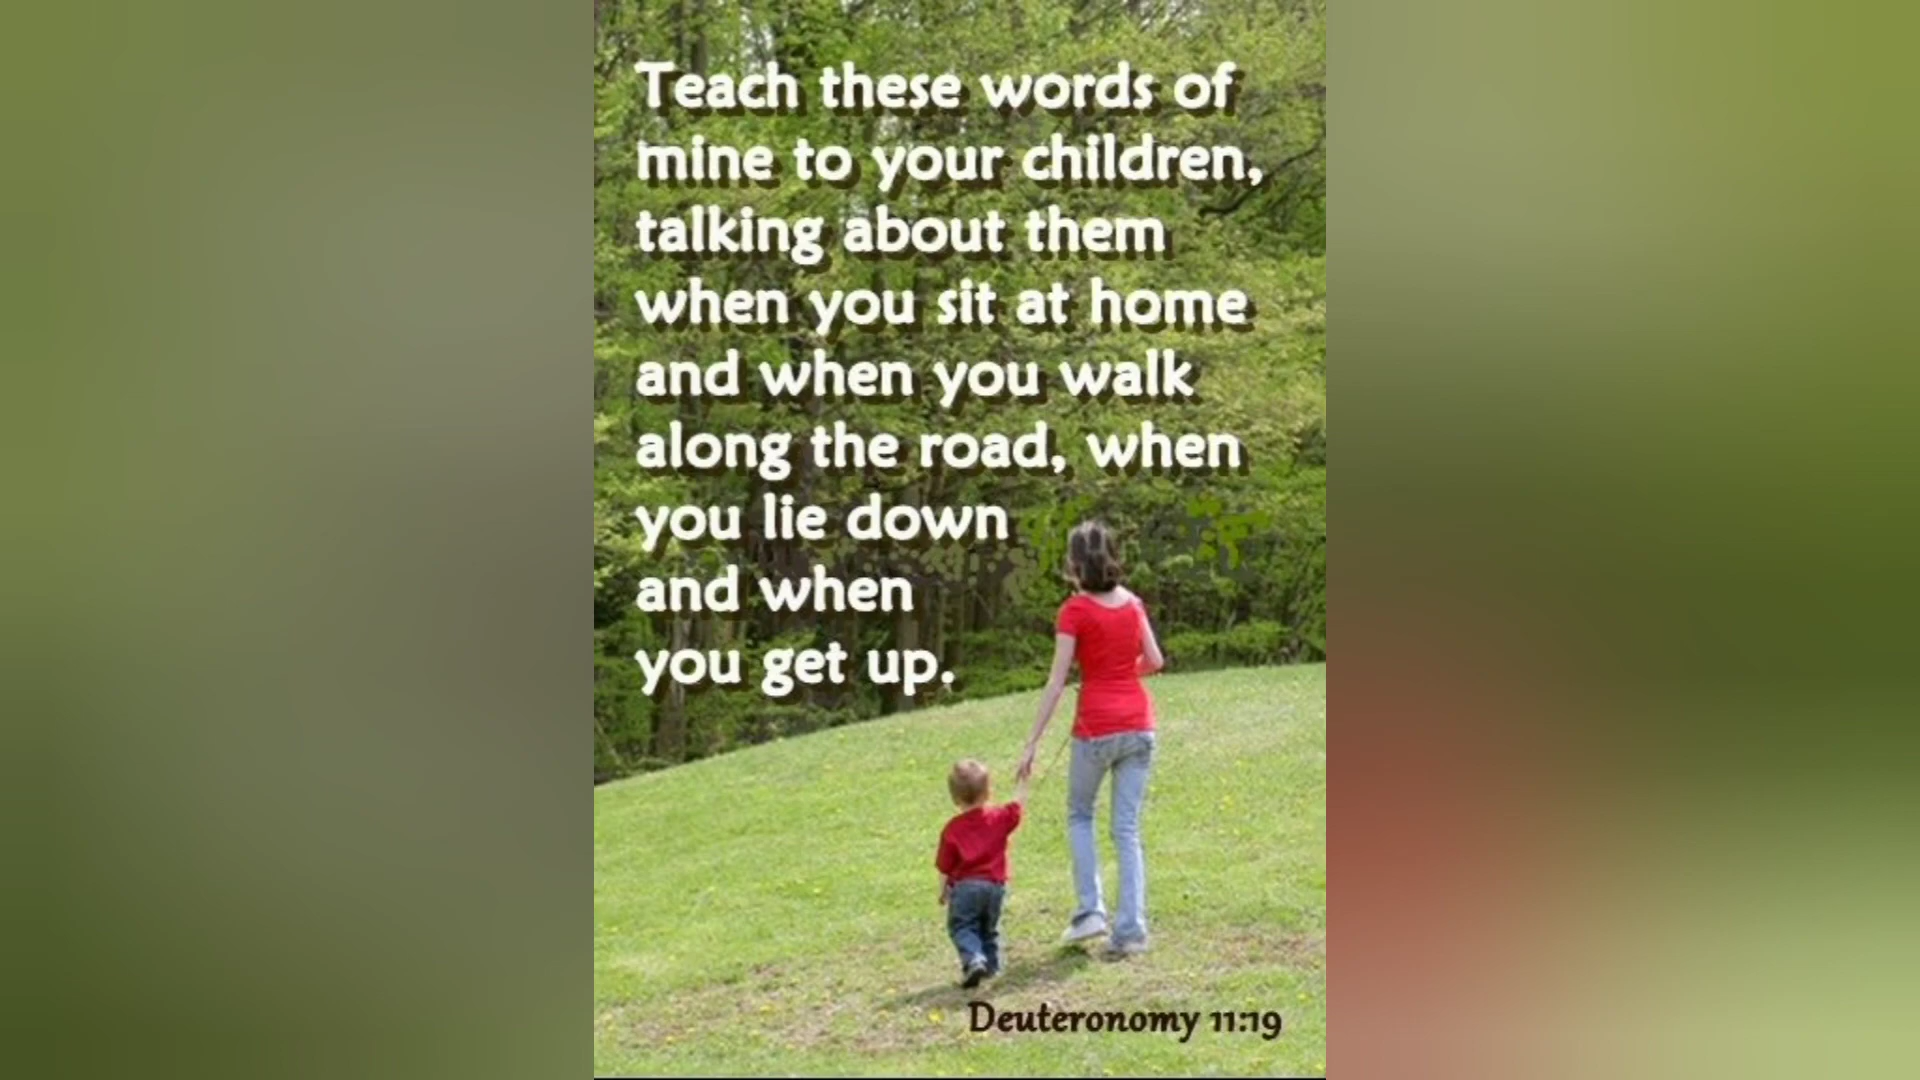 Teach these words of
mine to your children,
talking about them
when you sit at home
and when you walk
along the road, when
you lie down
and when
you get up.
Deuteronomy 11:19